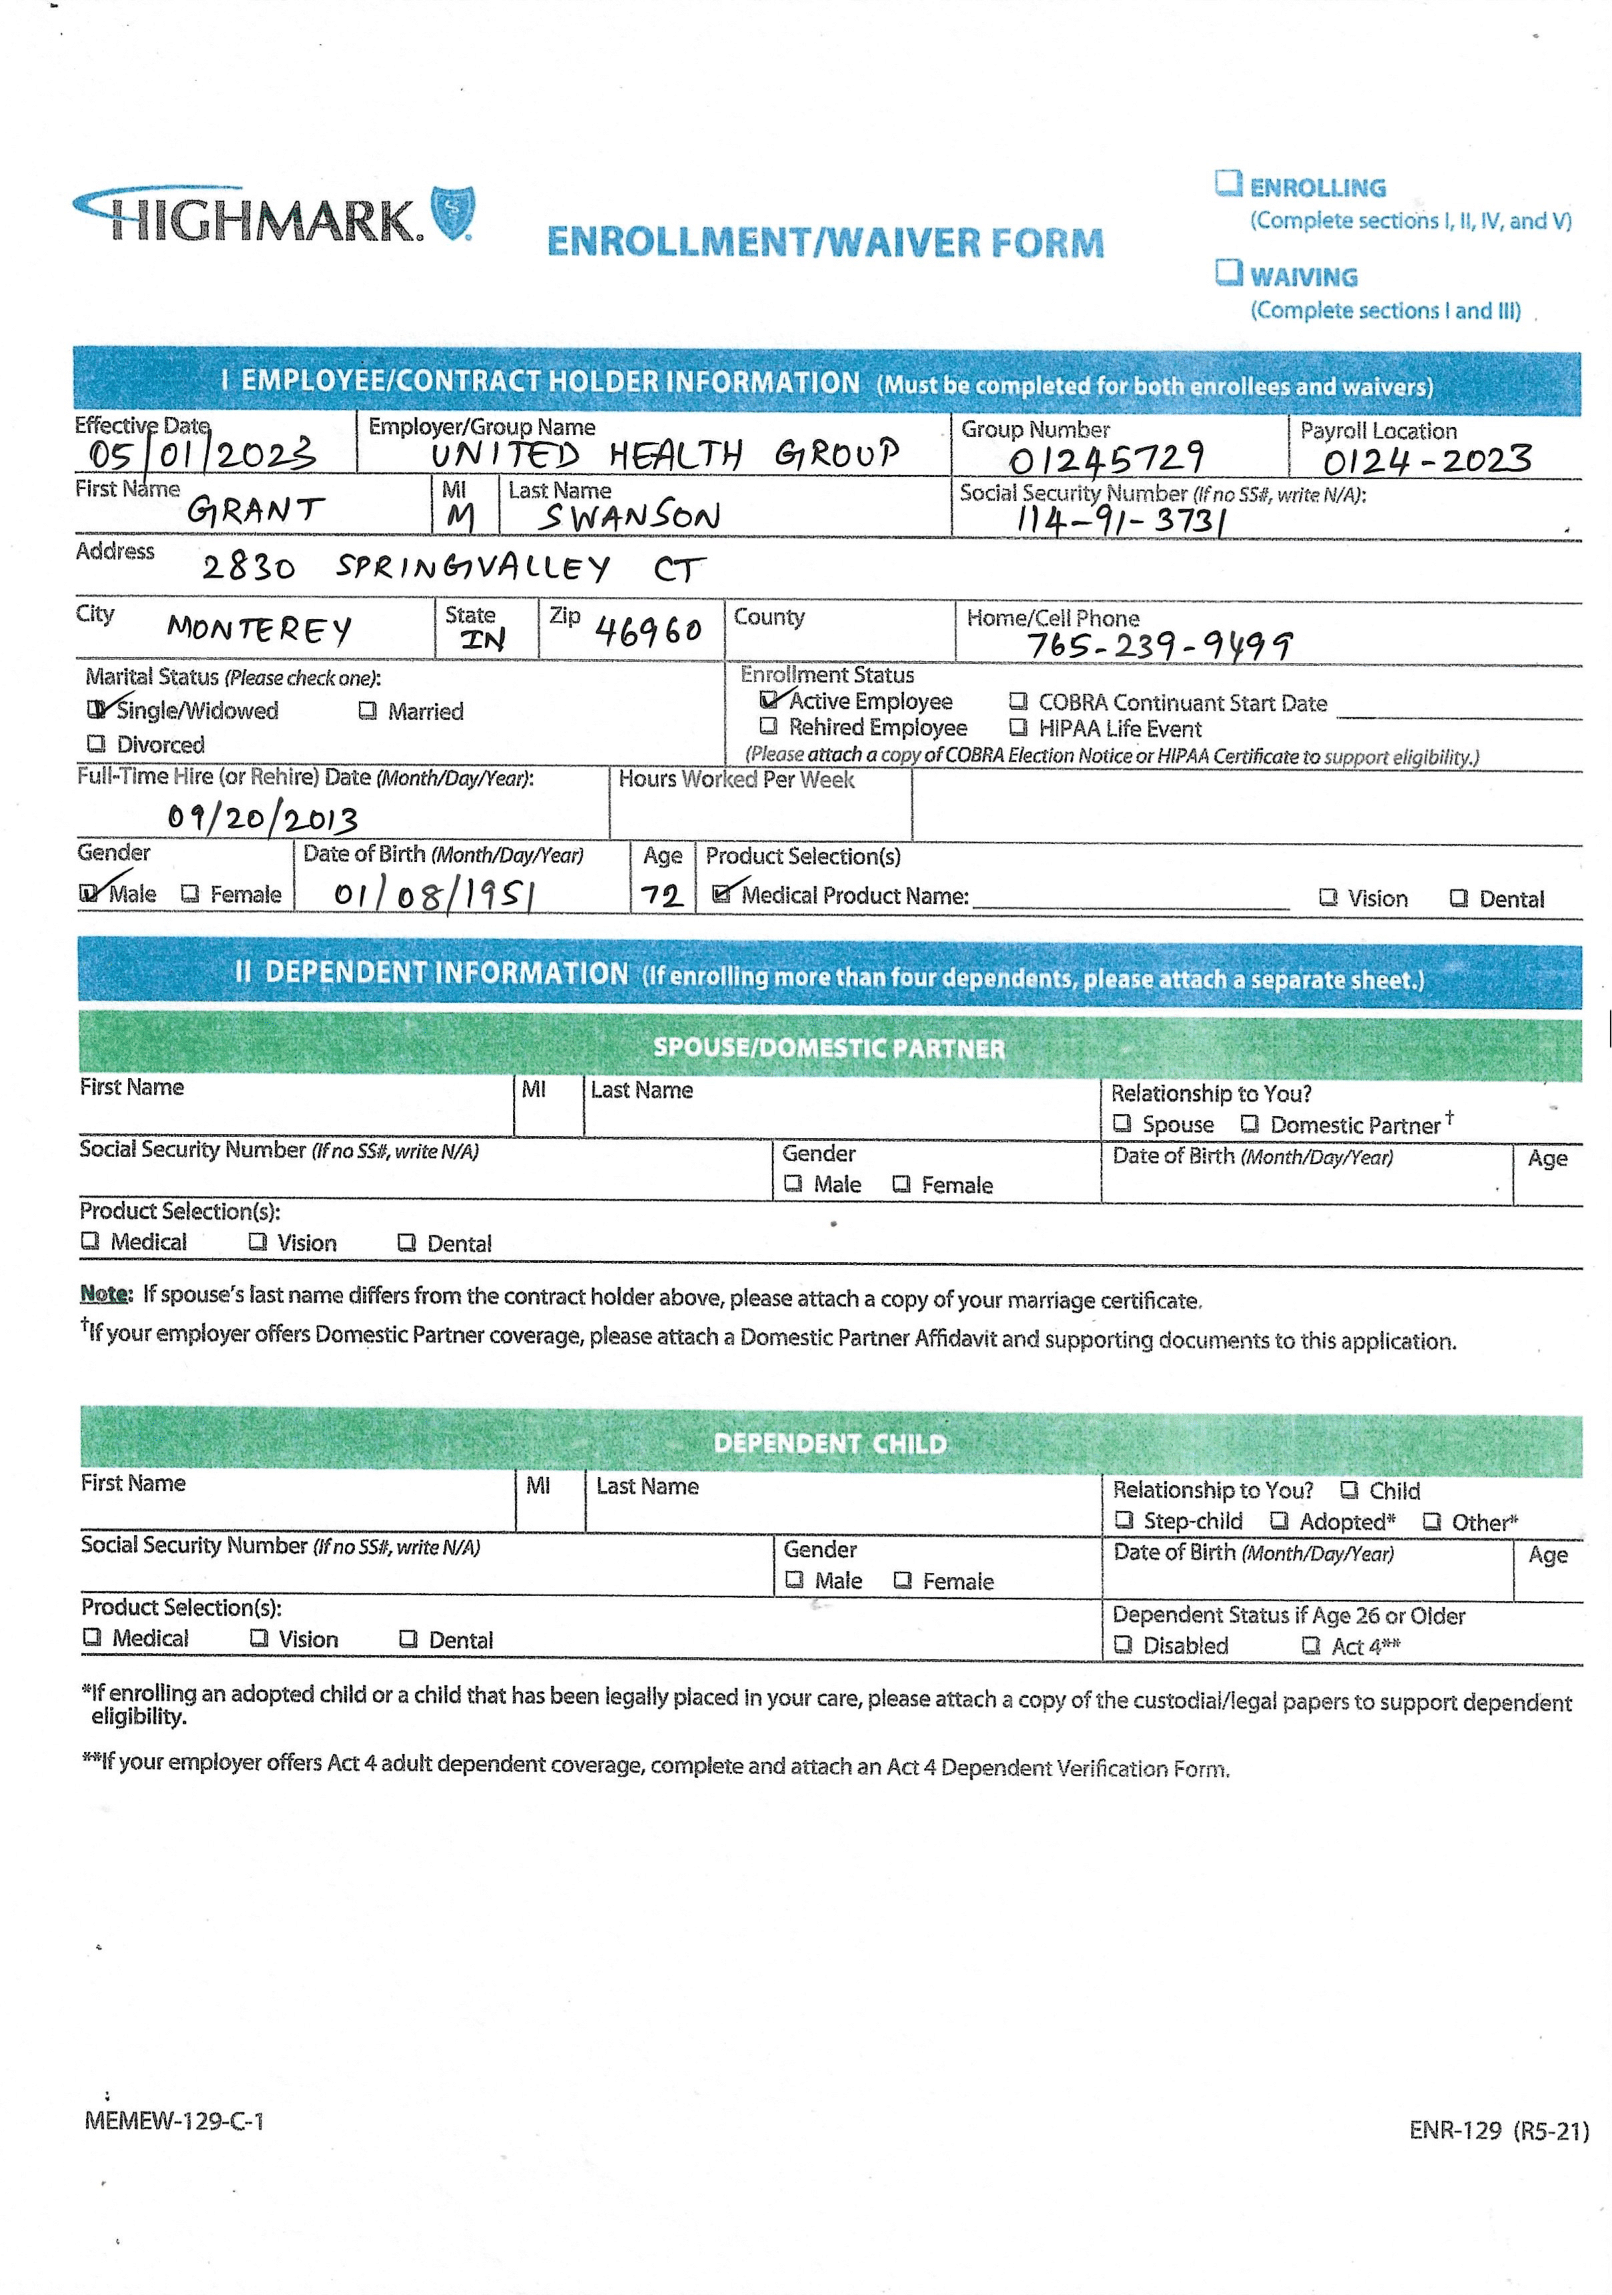 HIGHMARK.
ENROLLMENT/WAIVER FORM
ENROLLING
(Complete sections I, II, IV, and V)
WAIVING
(Complete sections I and III)
I EMPLOYEE/CONTRACT HOLDER INFORMATION (Must be completed for both enrollees and waivers)
Effective Date Employer/Group Name Group Number Payroll Location
05/01/2023 UNITED HEALTH GROUP 01245729 0124-2023
First Name MI Last Name Social Security Number (If no SS#, write N/A):
GRANT M SWANSON 114-91-3731
Address 2830 SPRINGVALLEY CT
City MONTEREY State IN Zip 46960 County Home/Cell Phone 765-239-9499
Marital Status (Please check one): Enrollment Status
Single/Widowed Married Active Employee COBRA Continuant Start Date
Divorced Rehired Employee HIPAA Life Event
(Please attach a copy of COBRA Election Notice or HIPAA Certificate to support eligibility.)
Full-Time Hire (or Rehire) Date (Month/Day/Year): Hours Worked Per Week
09/20/2013
Gender Date of Birth (Month/Day/Year) Age Product Selection(s)
Male Female 01/08/1951 72 Medical Product Name: Vision Dental
II DEPENDENT INFORMATION (If enrolling more than four dependents, please attach a separate sheet.)
SPOUSE/DOMESTIC PARTNER
First Name MI Last Name Relationship to You?
Spouse Domestic Partner†
Social Security Number (If no SS#, write N/A) Gender Date of Birth (Month/Day/Year) Age
Male Female
Product Selection(s):
Medical Vision Dental
Note: If spouse's last name differs from the contract holder above, please attach a copy of your marriage certificate.
†If your employer offers Domestic Partner coverage, please attach a Domestic Partner Affidavit and supporting documents to this application.
DEPENDENT CHILD
First Name MI Last Name Relationship to You? Child
Step-child Adopted* Other*
Social Security Number (If no SS#, write N/A) Gender Date of Birth (Month/Day/Year) Age
Male Female
Product Selection(s): Dependent Status if Age 26 or Older
Medical Vision Dental Disabled Act 4**
*If enrolling an adopted child or a child that has been legally placed in your care, please attach a copy of the custodial/legal papers to support dependent
eligibility.
**If your employer offers Act 4 adult dependent coverage, complete and attach an Act 4 Dependent Verification Form.
MEMEW-129-C-1
ENR-129 (R5-21)